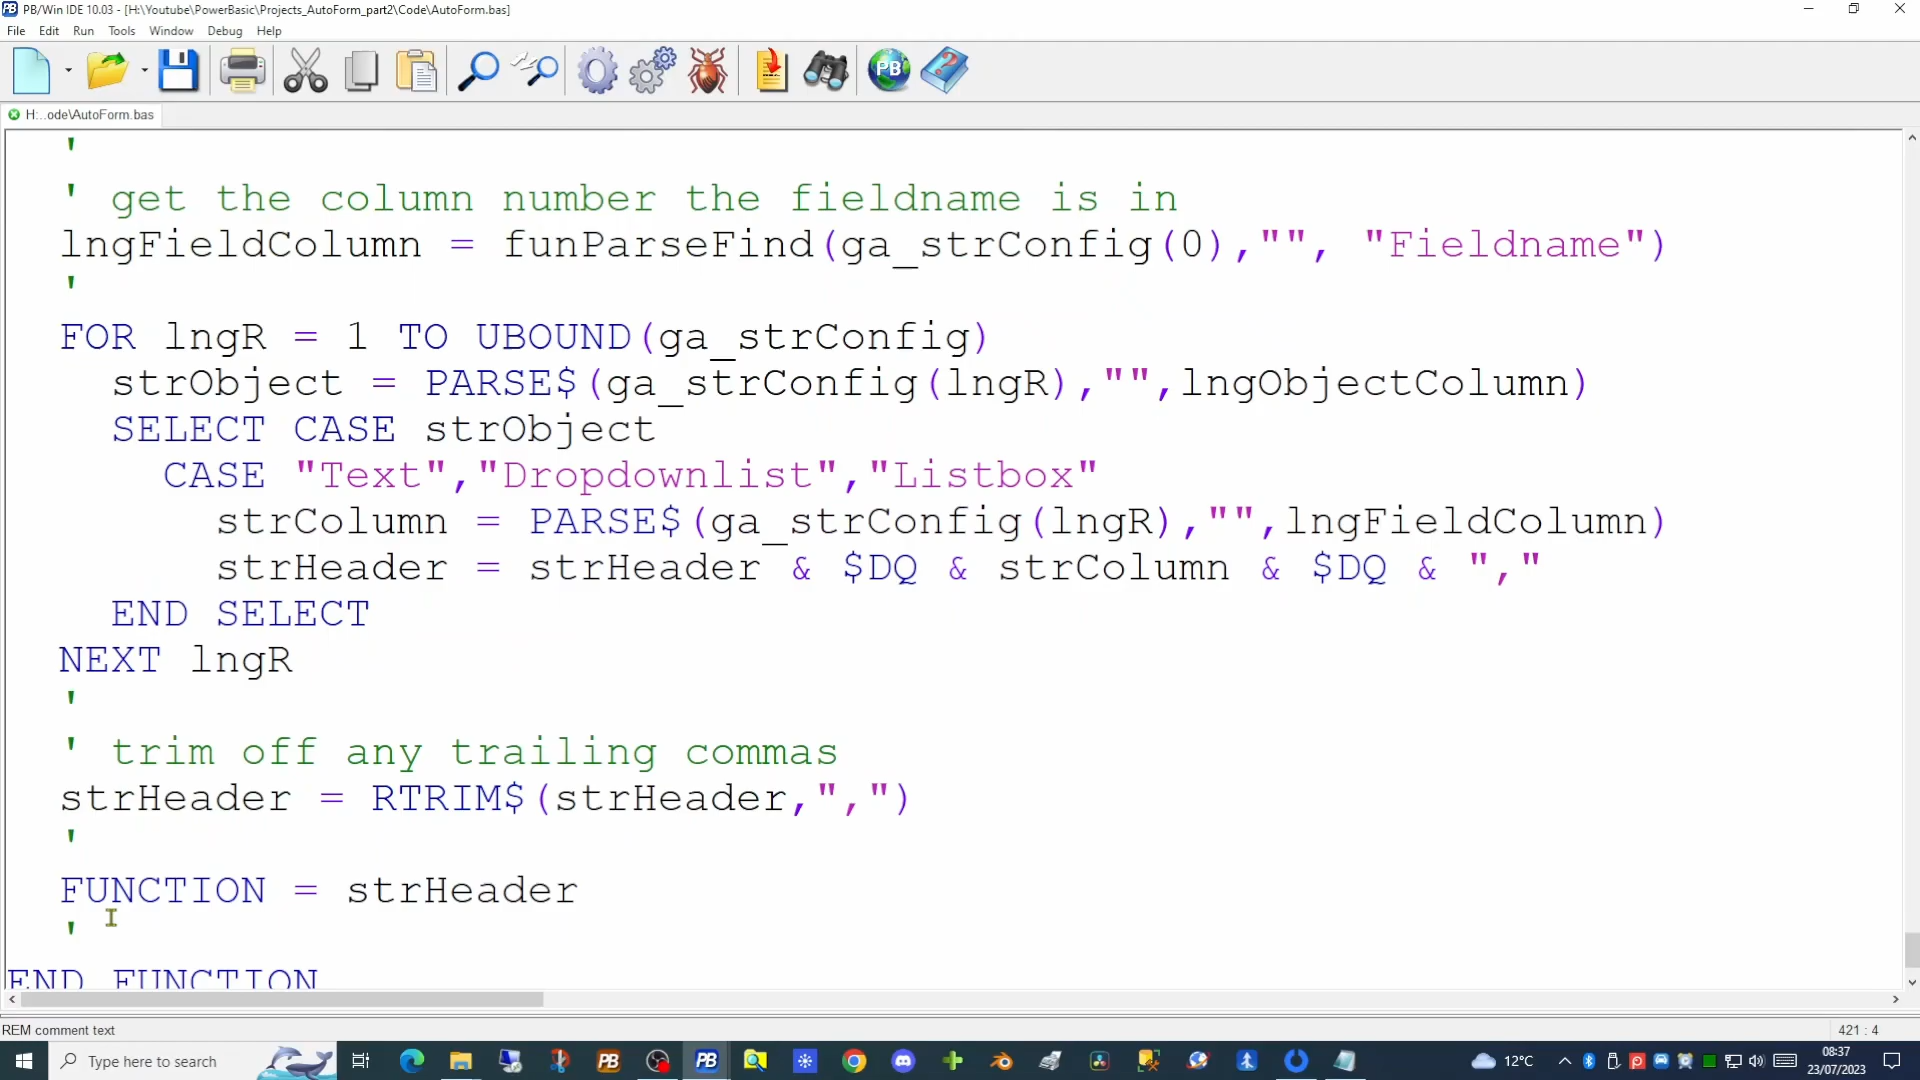 PB/Win IDE 10.03 - [H:\Youtube\PowerBasic\Projects_AutoForm_part2\Code\AutoForm.bas]
File Edit Run Tools Window Debug Help
H:..ode\AutoForm.bas
'
' get the column number the fieldname is in
lngFieldColumn = funParseFind(ga_strConfig(0),"", "Fieldname")
'
FOR lngR = 1 TO UBOUND(ga_strConfig)
strObject = PARSE$(ga_strConfig(lngR),"",lngObjectColumn)
SELECT CASE strObject
CASE "Text","Dropdownlist","Listbox"
strColumn = PARSE$(ga_strConfig(lngR),"",lngFieldColumn)
strHeader = strHeader & $DQ & strColumn & $DQ & ","
END SELECT
NEXT lngR
'
' trim off any trailing commas
strHeader = RTRIM$(strHeader,",")
'
FUNCTION = strHeader
'
END FUNCTION
REM comment text
421 : 4
Type here to search
12°C
08:37
23/07/2023